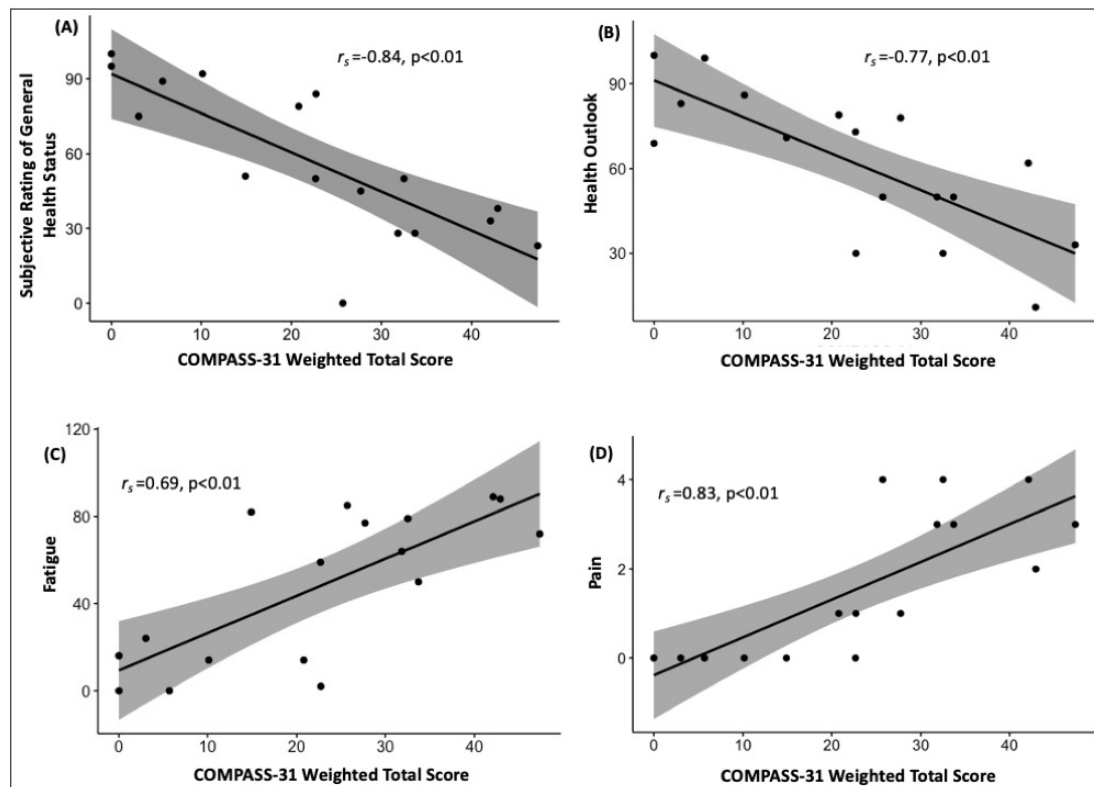 (A)
r_s=-0.84, p<0.01
Subjective Rating of General
Health Status
90
60
30
0
0 10 20 30 40
COMPASS-31 Weighted Total Score
(B)
r_s=-0.77, p<0.01
Health Outlook
90
60
30
0 10 20 30 40
COMPASS-31 Weighted Total Score
(C)
r_s=0.69, p<0.01
Fatigue
120
80
40
0
0 10 20 30 40
COMPASS-31 Weighted Total Score
(D)
r_s=0.83, p<0.01
Pain
4
2
0
0 10 20 30 40
COMPASS-31 Weighted Total Score